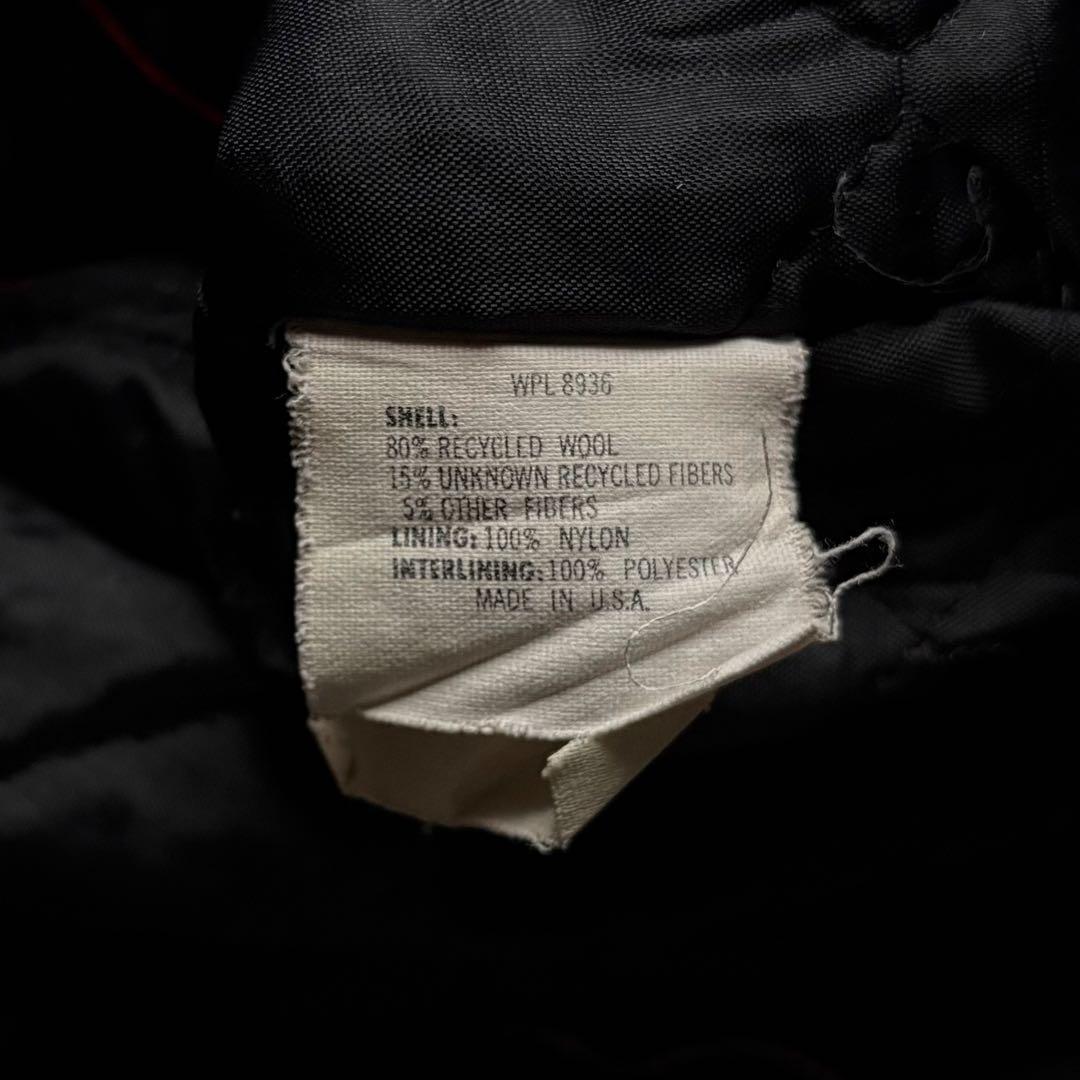 WPL 8936
SHELL:
80% RECYCLED WOOL
15% UNKNOWN RECYCLED FIBERS
5% OTHER FIBERS
LINING: 100% NYLON
INTERLINING: 100% POLYESTER
MADE IN U.S.A.